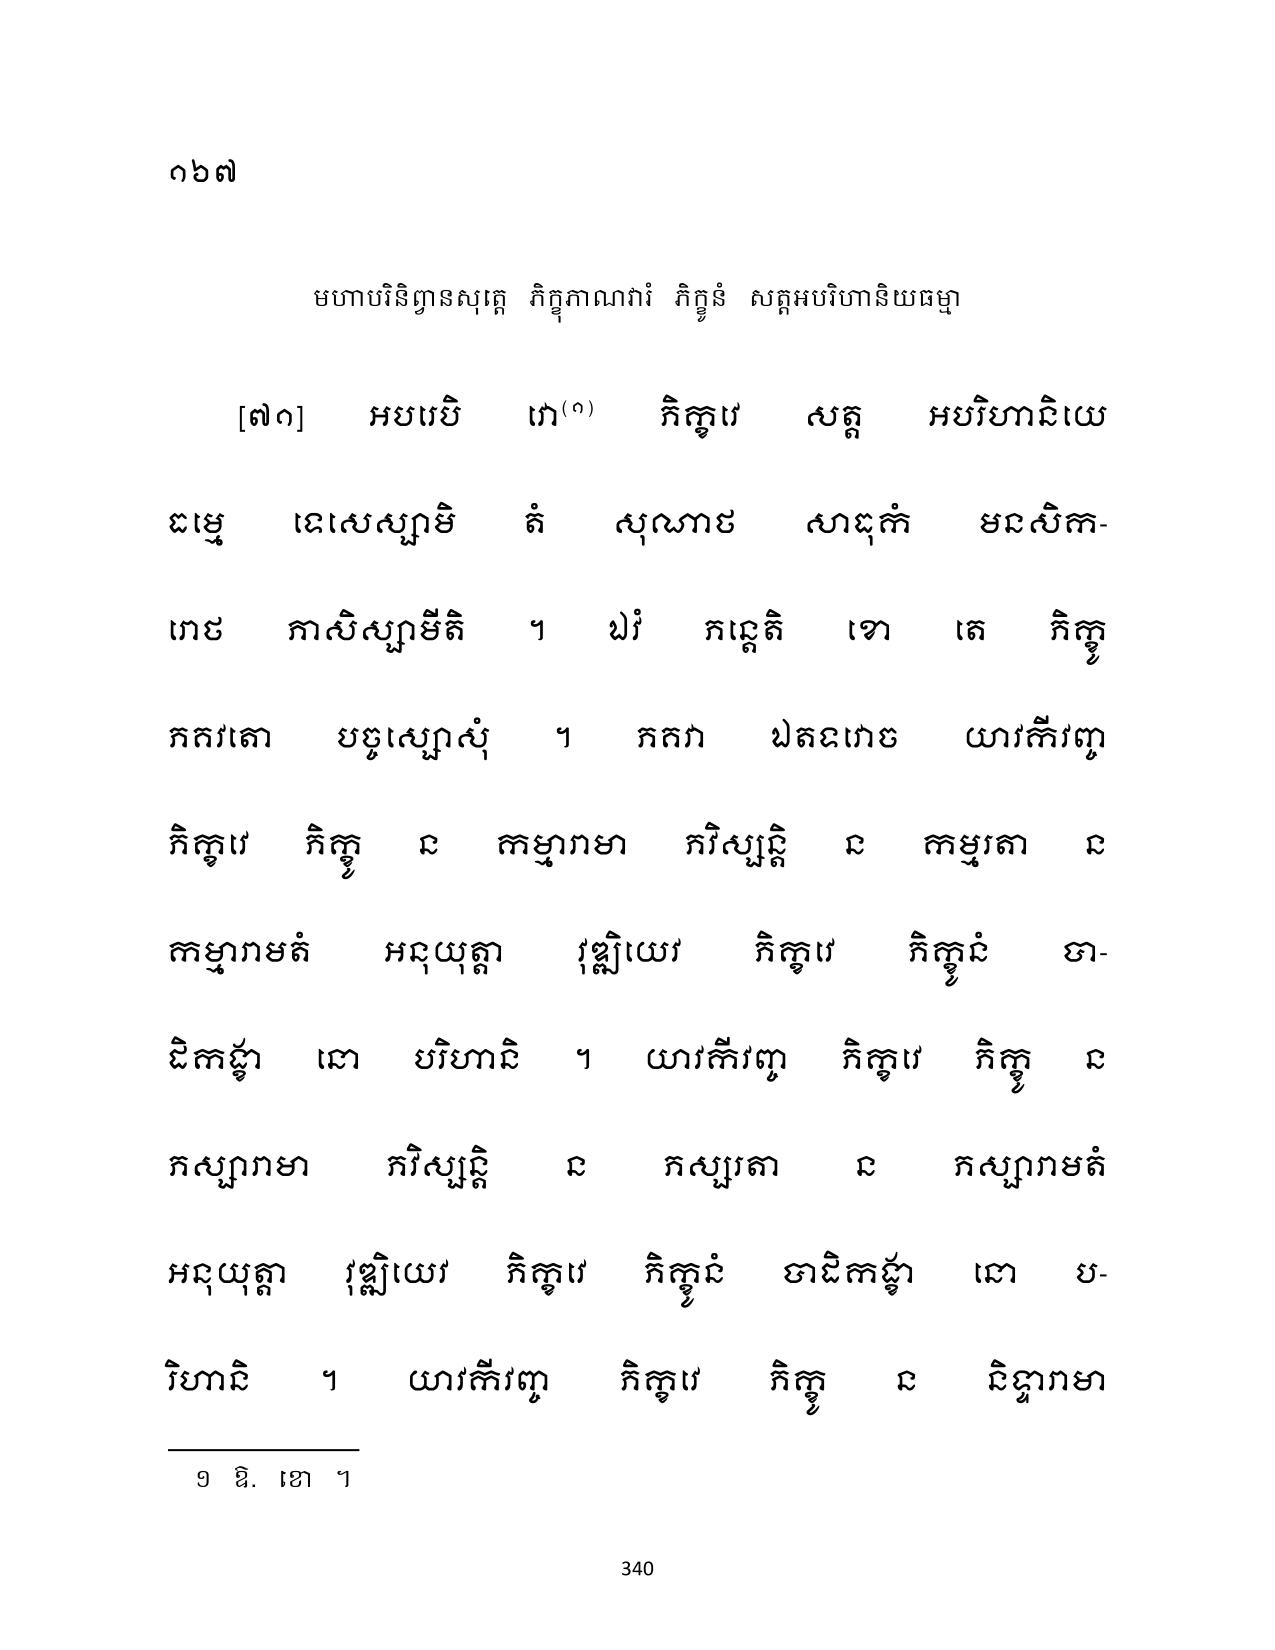 ១៦៧
មហាបរិនិព្វានសុត្តេ ភិក្ខុភាណវារំ ភិក្ខូនំ សត្តអបរិហានិយធម្មា
[៧១] អបរេបិ វោ(១) ភិក្ខវេ សត្ត អបរិហានិយេ
ធម្មេ ទេសេស្សាមិ តំ សុណាថ សាធុកំ មនសិក-
រោថ ភាសិស្សាមីតិ ។ ឯវំ ភន្តេតិ ខោ តេ ភិក្ខូ
ភគវតោ បច្ចស្សោសុំ ។ ភគវា ឯតទវោច យាវកីវញ្ច
ភិក្ខវេ ភិក្ខូ ន កម្មារាមា ភវិស្សន្តិ ន កម្មរតា ន
កម្មារាមតំ អនុយុត្តា វុឌ្ឍិយេវ ភិក្ខវេ ភិក្ខូនំ បា-
ដិកង្ខា នោ បរិហានិ ។ យាវកីវញ្ច ភិក្ខវេ ភិក្ខូ ន
ភស្សារាមា ភវិស្សន្តិ ន ភស្សរតា ន ភស្សារាមតំ
អនុយុត្តា វុឌ្ឍិយេវ ភិក្ខវេ ភិក្ខូនំ បាដិកង្ខា នោ ប-
រិហានិ ។ យាវកីវញ្ច ភិក្ខវេ ភិក្ខូ ន និទ្ទារាមា
១ ឱ. ខោ ។
340